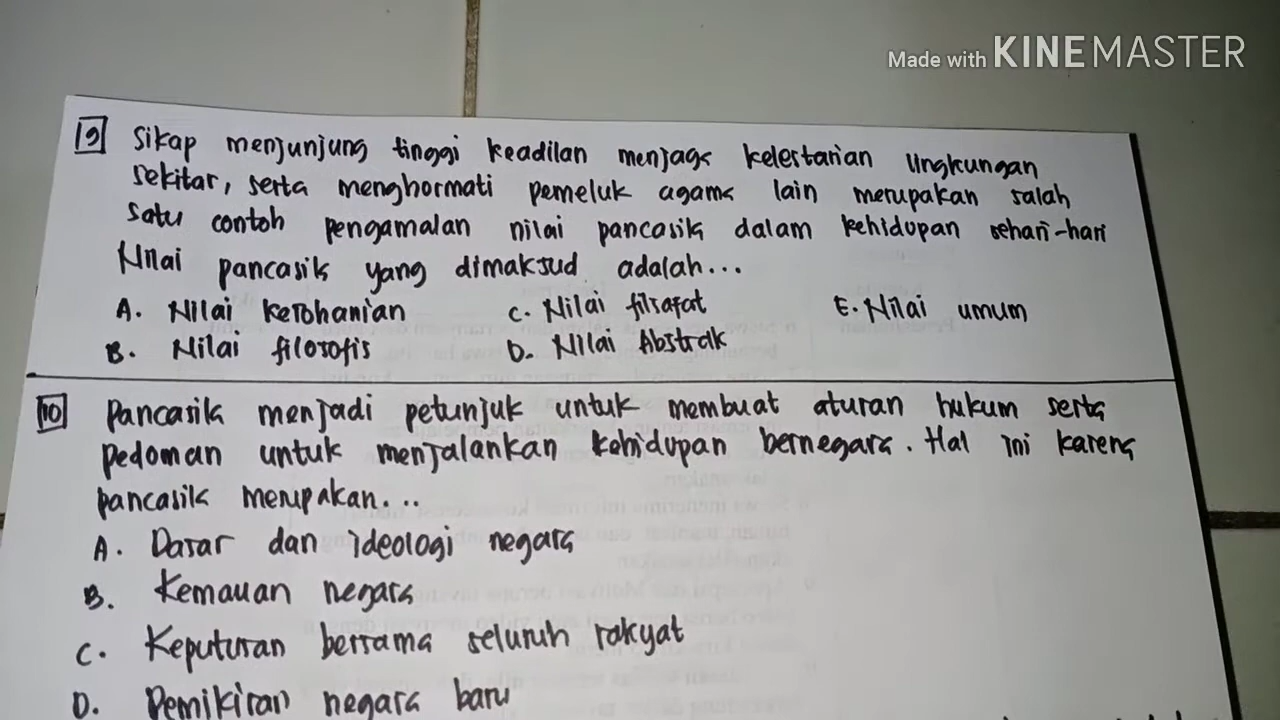 Made with KINEMASTER
9 Sikap menjunjung tinggi keadilan menjaga kelestarian lingkungan
sekitar, serta menghormati pemeluk agama lain merupakan salah
satu contoh pengamalan nilai pancasila dalam kehidupan sehari-hari
Nilai pancasila yang dimaksud adalah...
A. Nilai kerohanian C. Nilai filsafat E. Nilai umum
B. Nilai filosofis D. Nilai Abstrak
10 Pancasila menjadi petunjuk untuk membuat aturan hukum serta
pedoman untuk menjalankan kehidupan bernegara. Hal ini karena
pancasila merupakan...
A. Dasar dan ideologi negara
B. Kemauan negara
C. Keputusan bersama seluruh rakyat
D. Pemikiran negara baru